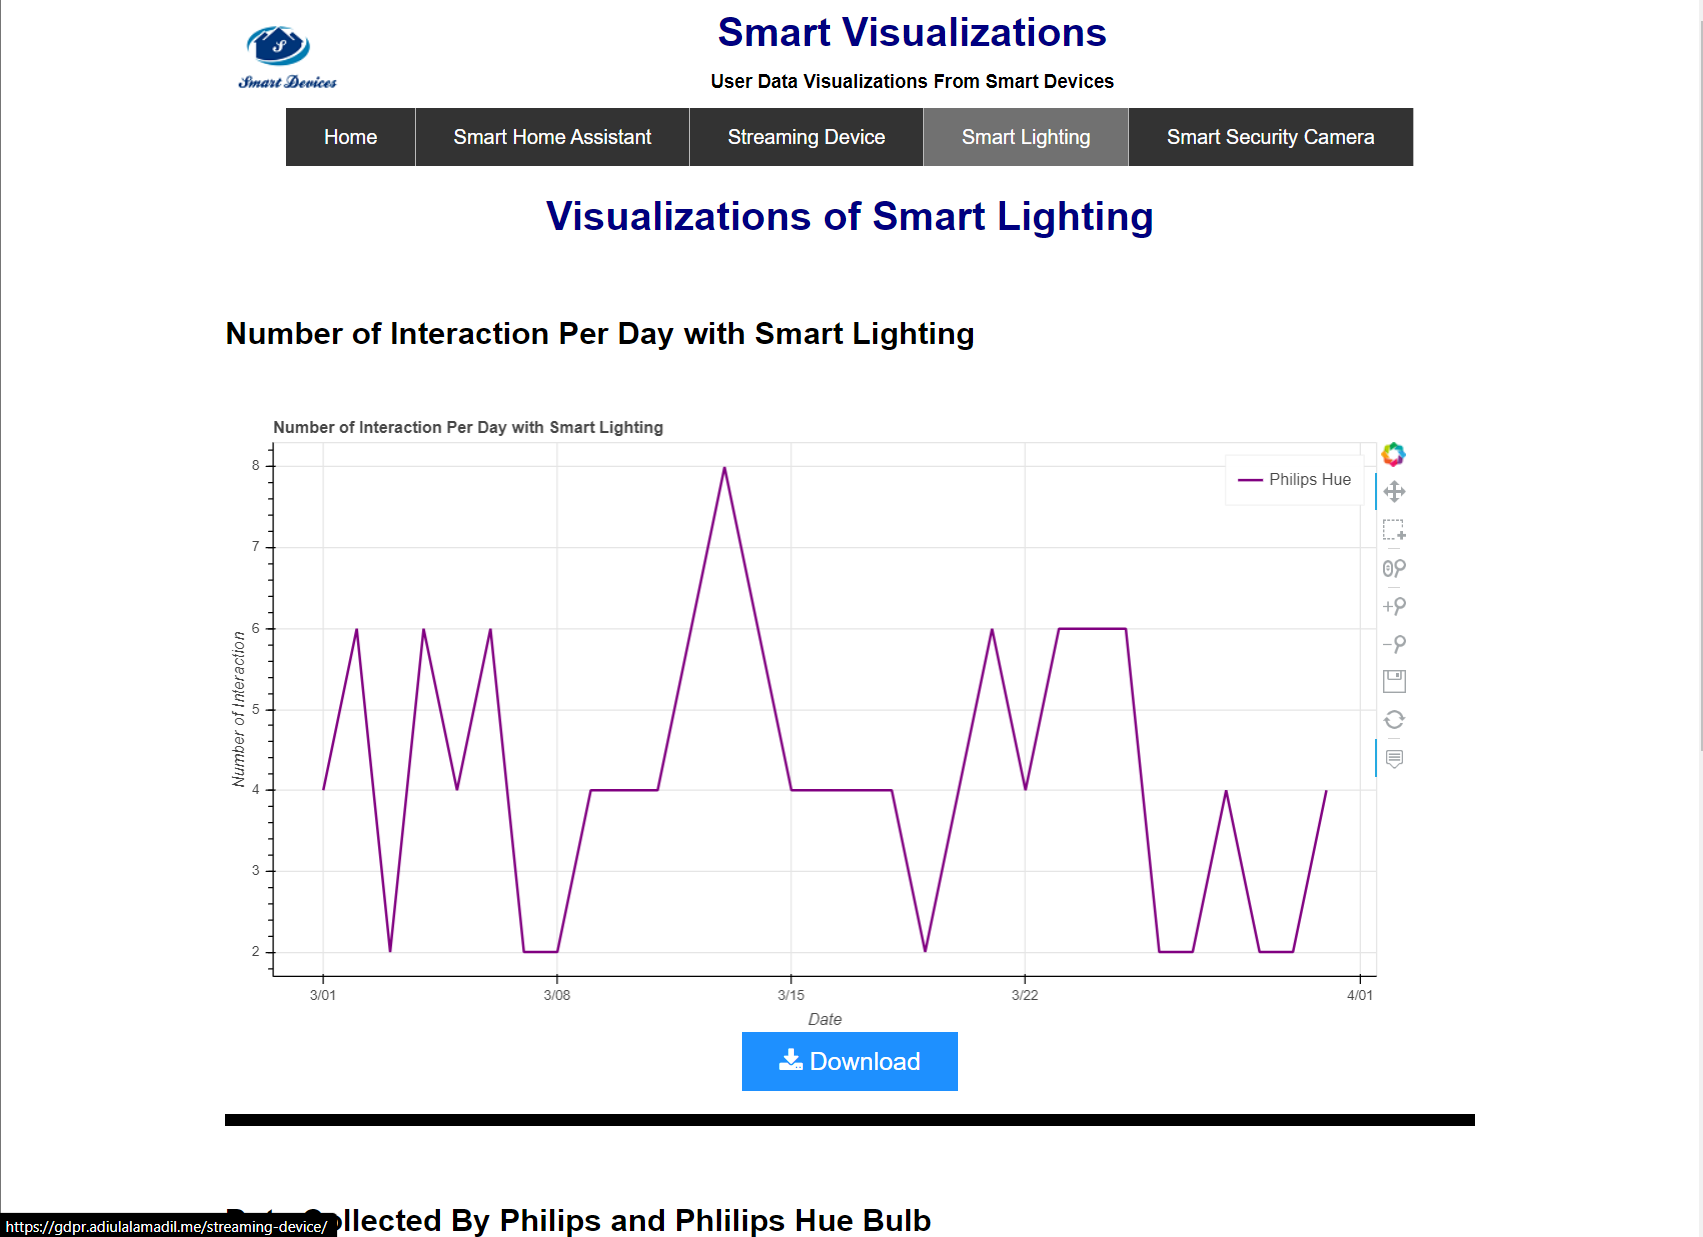 Smart Visualizations
S
Smart Devices
User Data Visualizations From Smart Devices
Home Smart Home Assistant Streaming Device Smart Lighting Smart Security Camera
Visualizations of Smart Lighting
Number of Interaction Per Day with Smart Lighting
Number of Interaction Per Day with Smart Lighting
8
Philips Hue
7
6
5
4
3
2
Number of Interaction
3/01 3/08 3/15 3/22 4/01
Date
Download
llected By Philips and Phlilips Hue Bulb
https://gdpr.adiulalamadil.me/streaming-device/